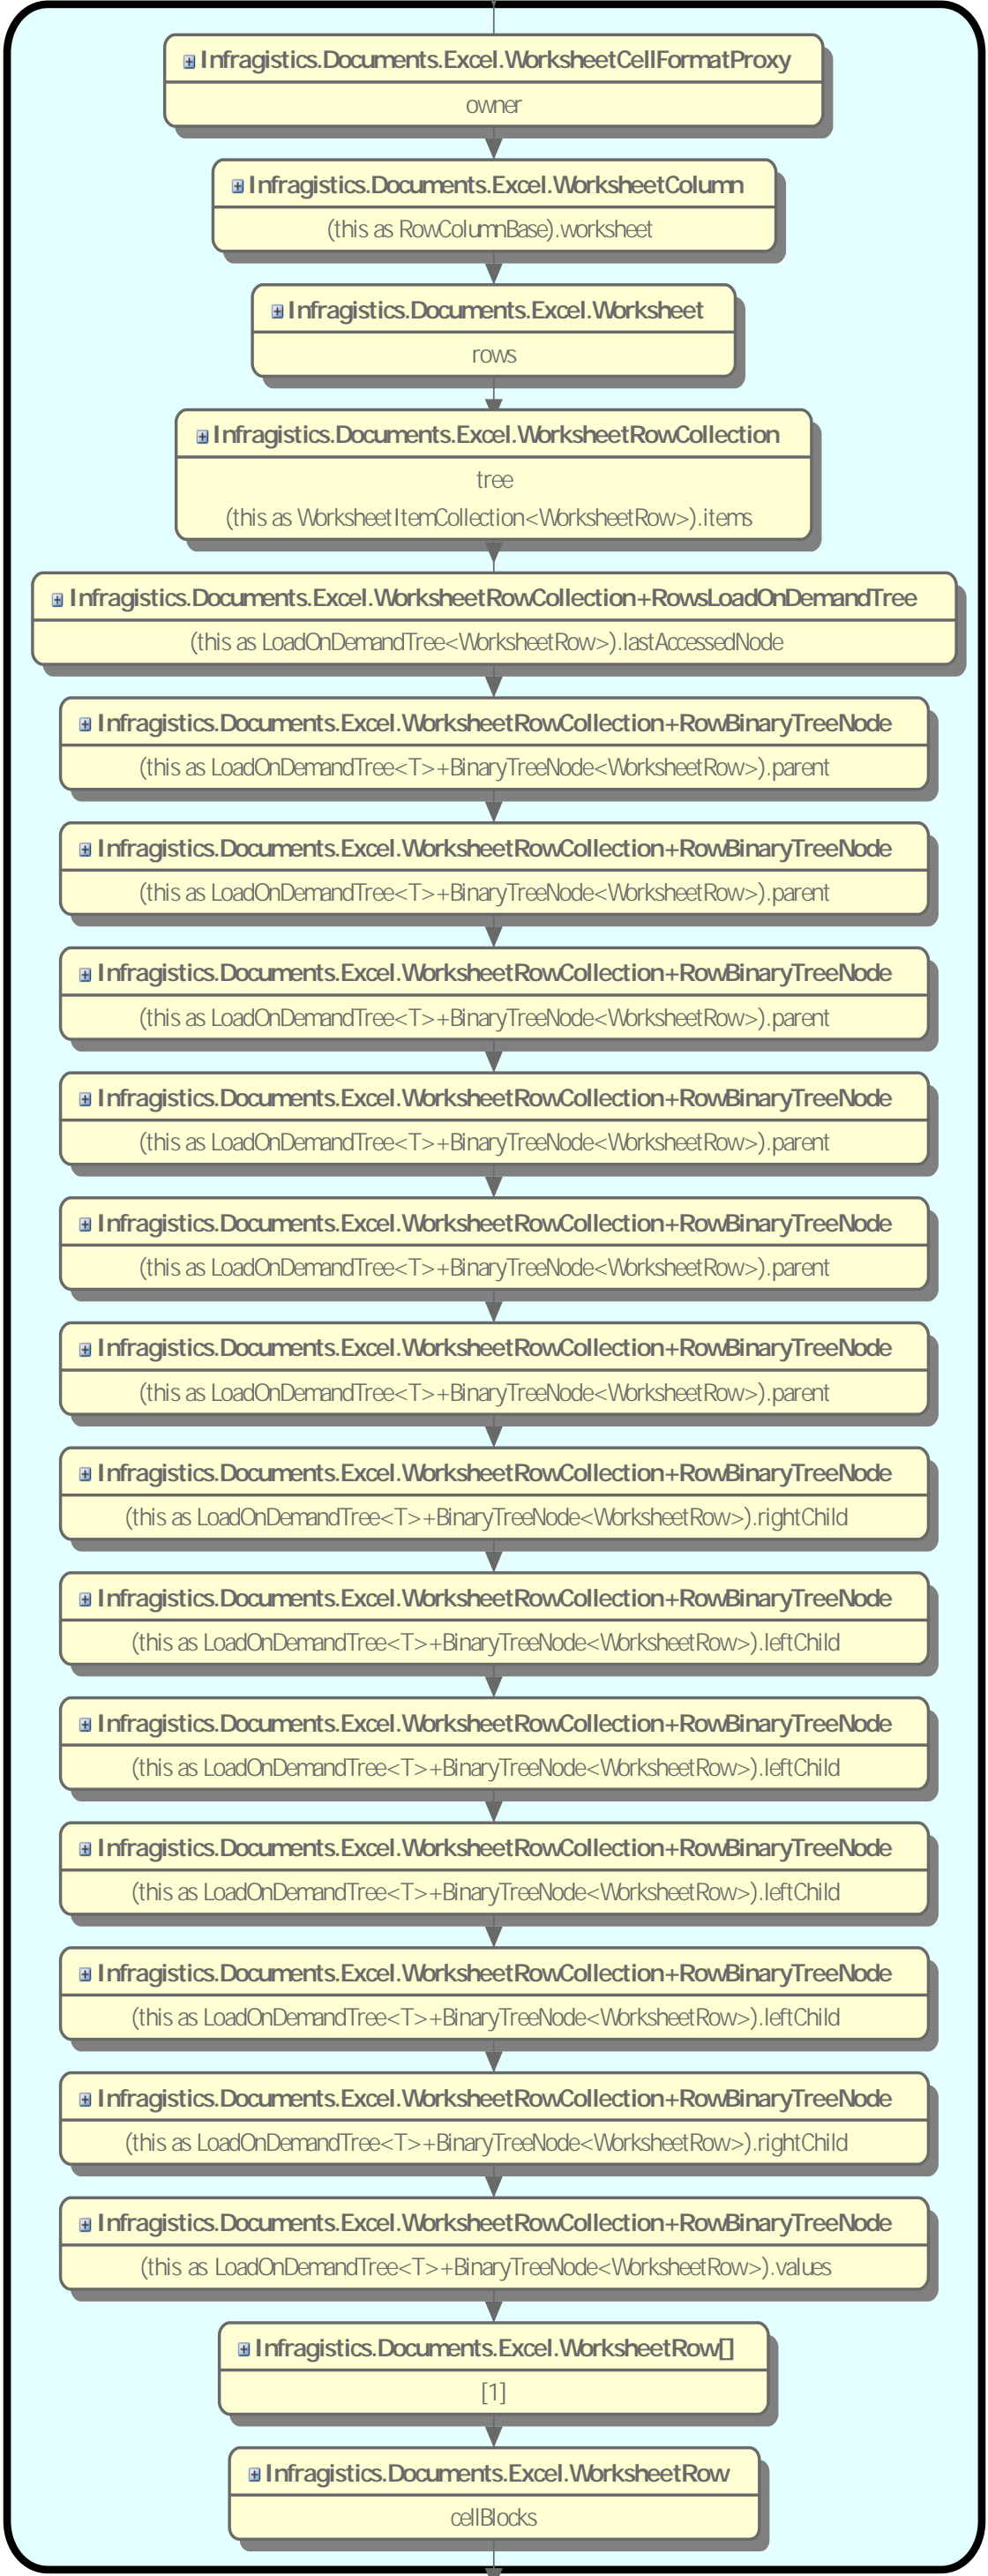 Infragistics.Documents.Excel.WorksheetCellFormatProxy
owner
Infragistics.Documents.Excel.WorksheetColumn
(this as RowColumnBase).worksheet
Infragistics.Documents.Excel.Worksheet
rows
Infragistics.Documents.Excel.WorksheetRowCollection
tree
(this as WorksheetItemCollection<WorksheetRow>).items
Infragistics.Documents.Excel.WorksheetRowCollection+RowsLoadOnDemandTree
(this as LoadOnDemandTree<WorksheetRow>).lastAccessedNode
Infragistics.Documents.Excel.WorksheetRowCollection+RowBinaryTreeNode
(this as LoadOnDemandTree<T>+BinaryTreeNode<WorksheetRow>).parent
Infragistics.Documents.Excel.WorksheetRowCollection+RowBinaryTreeNode
(this as LoadOnDemandTree<T>+BinaryTreeNode<WorksheetRow>).parent
Infragistics.Documents.Excel.WorksheetRowCollection+RowBinaryTreeNode
(this as LoadOnDemandTree<T>+BinaryTreeNode<WorksheetRow>).parent
Infragistics.Documents.Excel.WorksheetRowCollection+RowBinaryTreeNode
(this as LoadOnDemandTree<T>+BinaryTreeNode<WorksheetRow>).parent
Infragistics.Documents.Excel.WorksheetRowCollection+RowBinaryTreeNode
(this as LoadOnDemandTree<T>+BinaryTreeNode<WorksheetRow>).parent
Infragistics.Documents.Excel.WorksheetRowCollection+RowBinaryTreeNode
(this as LoadOnDemandTree<T>+BinaryTreeNode<WorksheetRow>).parent
Infragistics.Documents.Excel.WorksheetRowCollection+RowBinaryTreeNode
(this as LoadOnDemandTree<T>+BinaryTreeNode<WorksheetRow>).rightChild
Infragistics.Documents.Excel.WorksheetRowCollection+RowBinaryTreeNode
(this as LoadOnDemandTree<T>+BinaryTreeNode<WorksheetRow>).leftChild
Infragistics.Documents.Excel.WorksheetRowCollection+RowBinaryTreeNode
(this as LoadOnDemandTree<T>+BinaryTreeNode<WorksheetRow>).leftChild
Infragistics.Documents.Excel.WorksheetRowCollection+RowBinaryTreeNode
(this as LoadOnDemandTree<T>+BinaryTreeNode<WorksheetRow>).leftChild
Infragistics.Documents.Excel.WorksheetRowCollection+RowBinaryTreeNode
(this as LoadOnDemandTree<T>+BinaryTreeNode<WorksheetRow>).leftChild
Infragistics.Documents.Excel.WorksheetRowCollection+RowBinaryTreeNode
(this as LoadOnDemandTree<T>+BinaryTreeNode<WorksheetRow>).rightChild
Infragistics.Documents.Excel.WorksheetRowCollection+RowBinaryTreeNode
(this as LoadOnDemandTree<T>+BinaryTreeNode<WorksheetRow>).values
Infragistics.Documents.Excel.WorksheetRow[]
[1]
Infragistics.Documents.Excel.WorksheetRow
cellBlocks